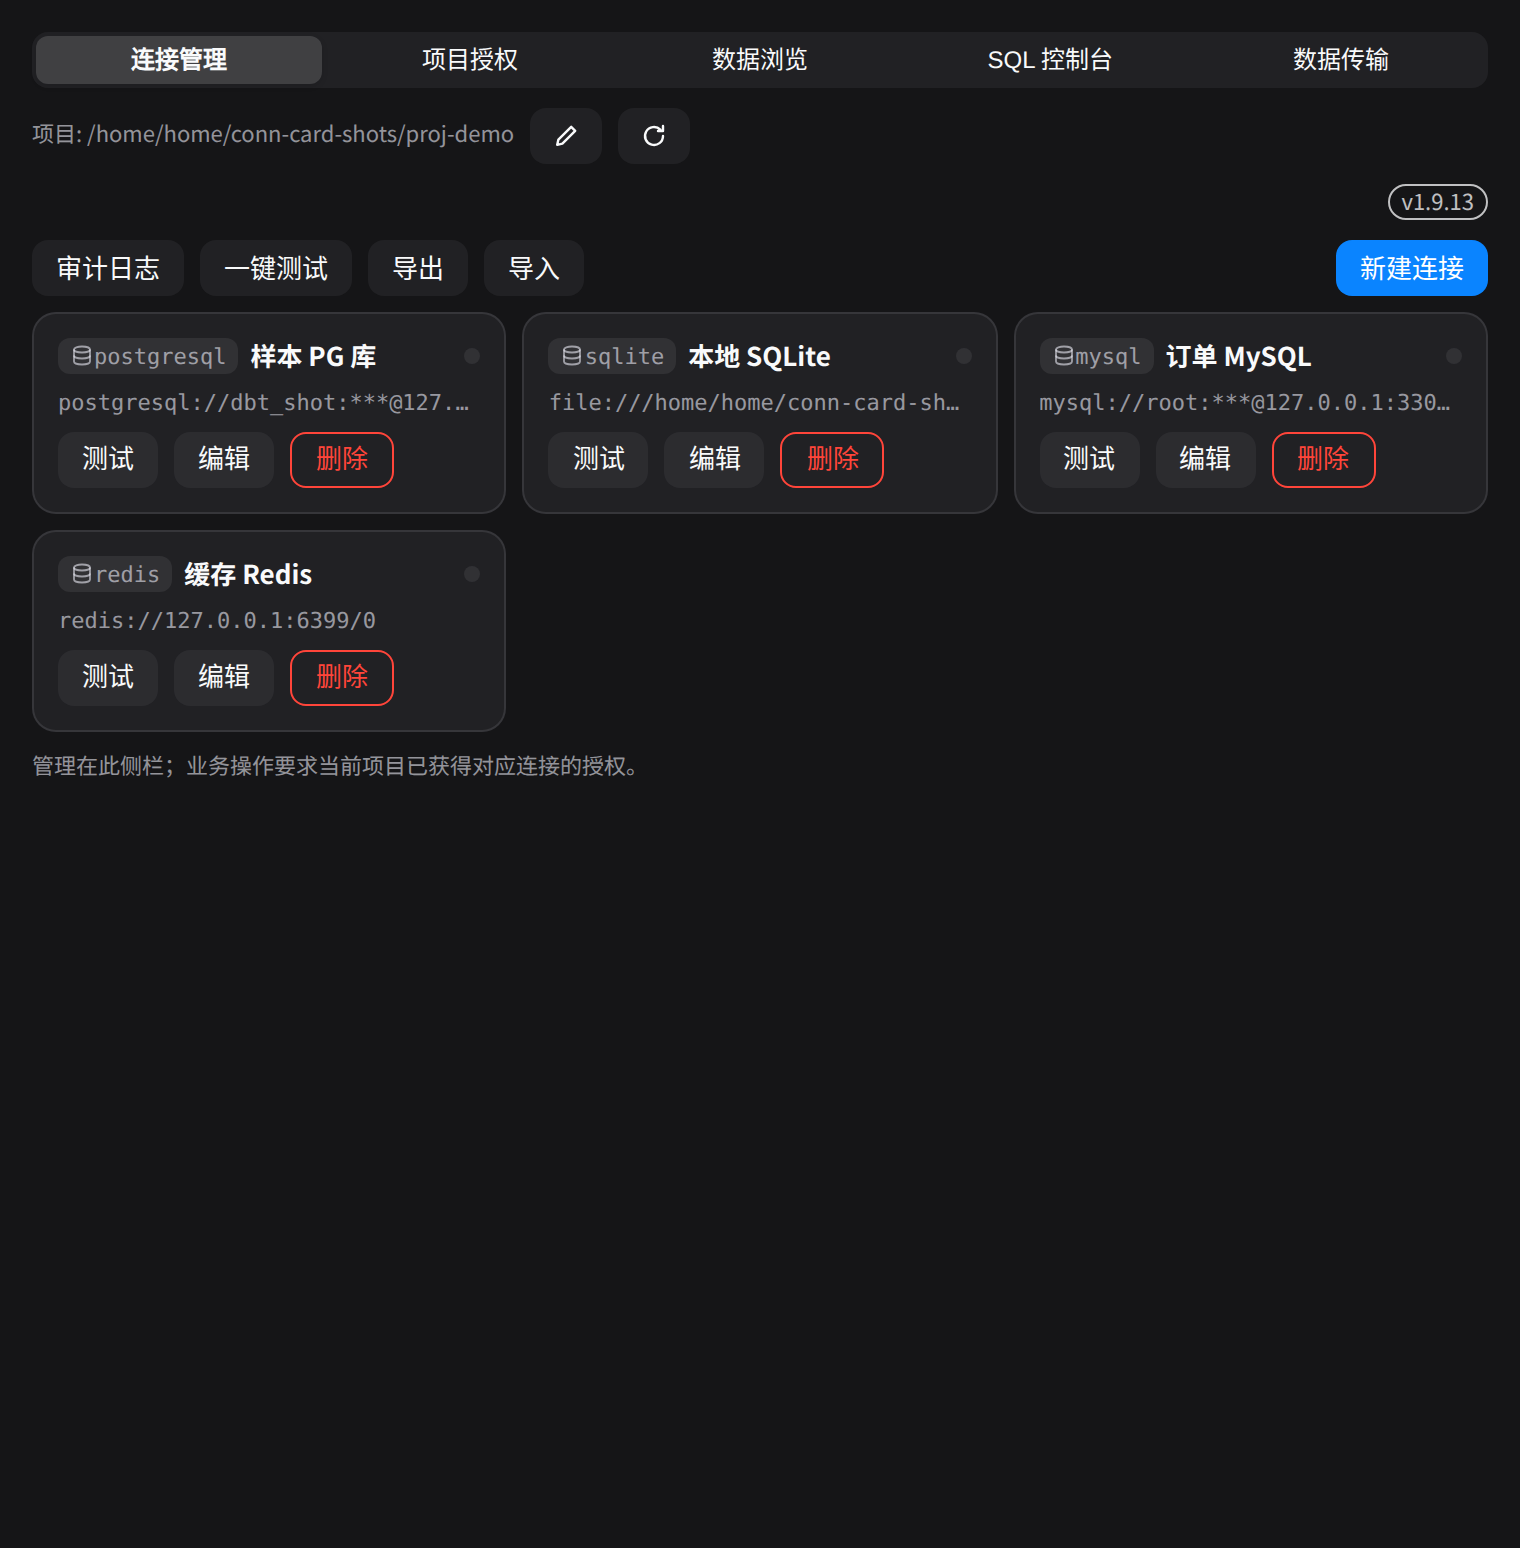 连接管理 项目授权 数据浏览 SQL 控制台 数据传输
项目: /home/home/conn-card-shots/proj-demo
v1.9.13
审计日志 一键测试 导出 导入 新建连接
postgresql 样本 PG 库
postgresql://dbt_shot:***@127.…
测试 编辑 删除
sqlite 本地 SQLite
file:///home/home/conn-card-sh…
测试 编辑 删除
mysql 订单 MySQL
mysql://root:***@127.0.0.1:330…
测试 编辑 删除
redis 缓存 Redis
redis://127.0.0.1:6399/0
测试 编辑 删除
管理在此侧栏；业务操作要求当前项目已获得对应连接的授权。